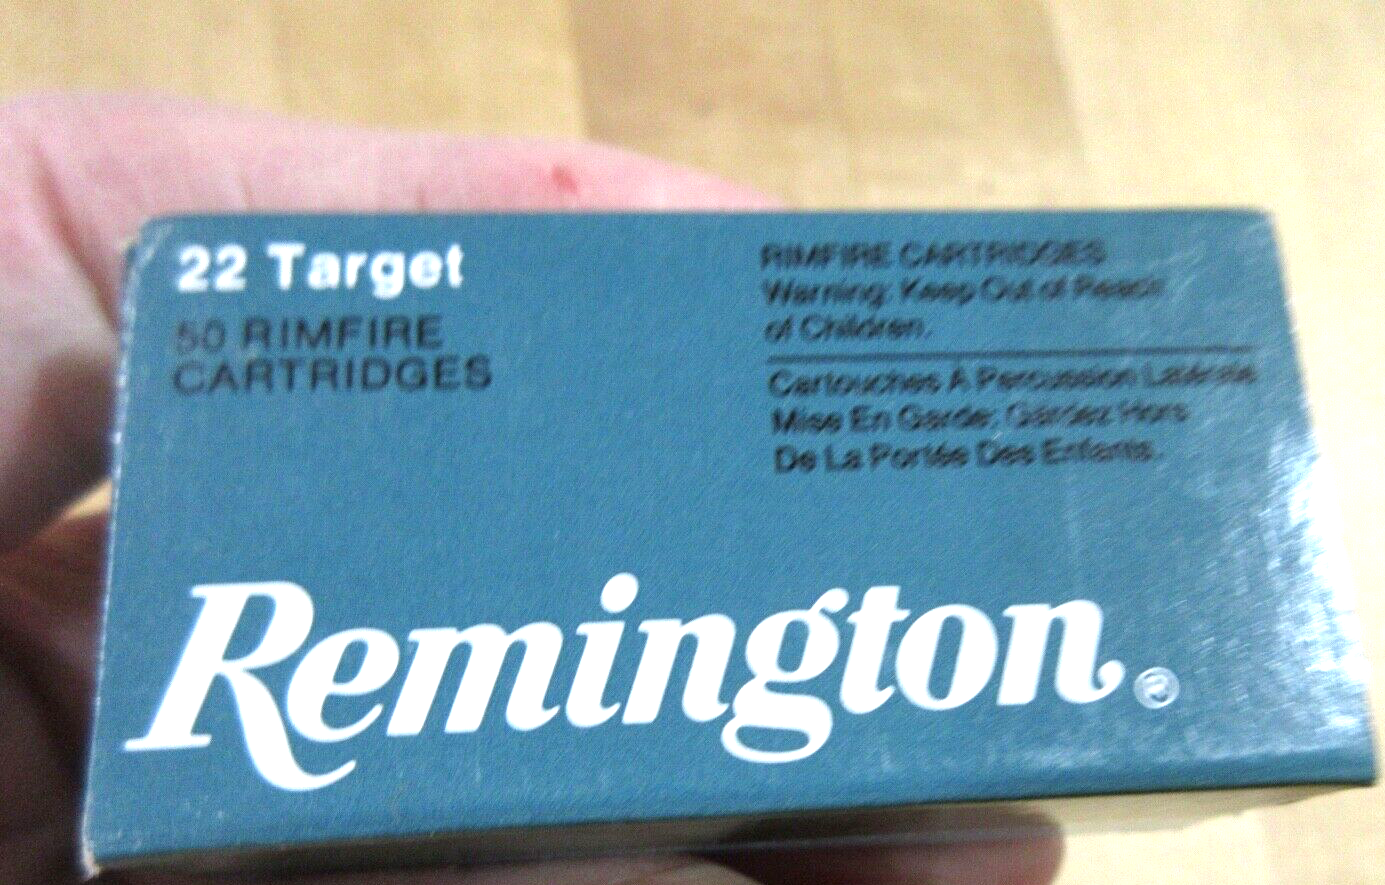 22 Target
50 RIMFIRE
CARTRIDGES
RIMFIRE CARTRIDGES
Warning: Keep Out of Reach
of Children.
Cartouches A Percussion Latérale
Mise En Garde: Gardez Hors
De La Portée Des Enfants.
Remington®